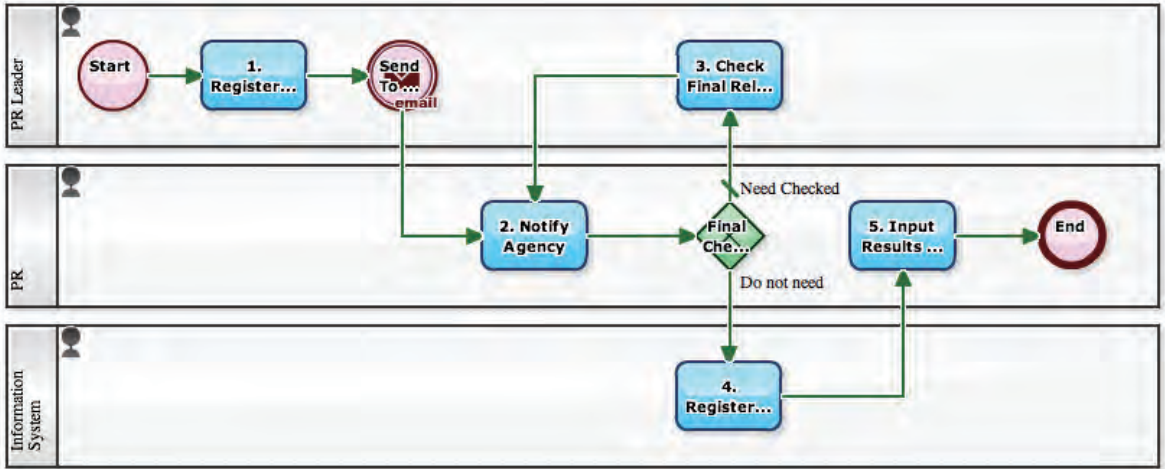 PR Leader
Start
1.
Register...
Send
To ...
email
3. Check
Final Rel...
PR
2. Notify
Agency
Need Checked
Final
Che...
Do not need
5. Input
Results ...
End
Information
System
4.
Register...